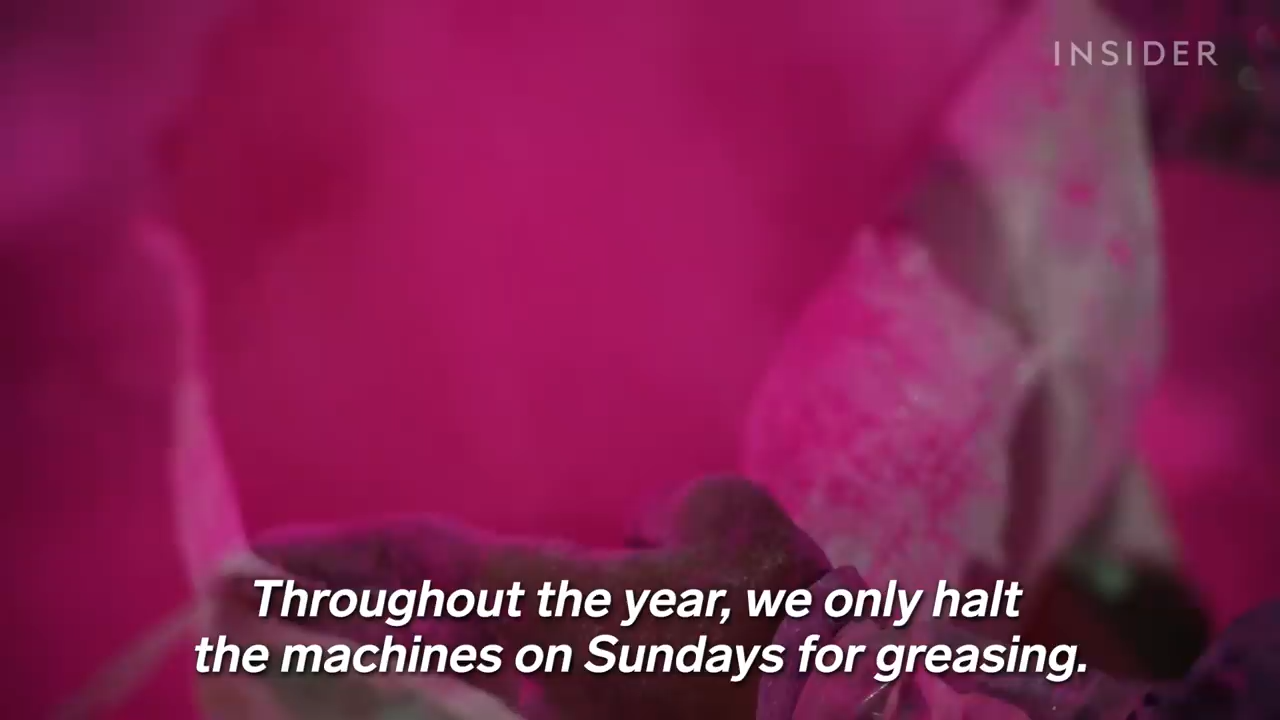 INSIDER
Throughout the year, we only halt
the machines on Sundays for greasing.